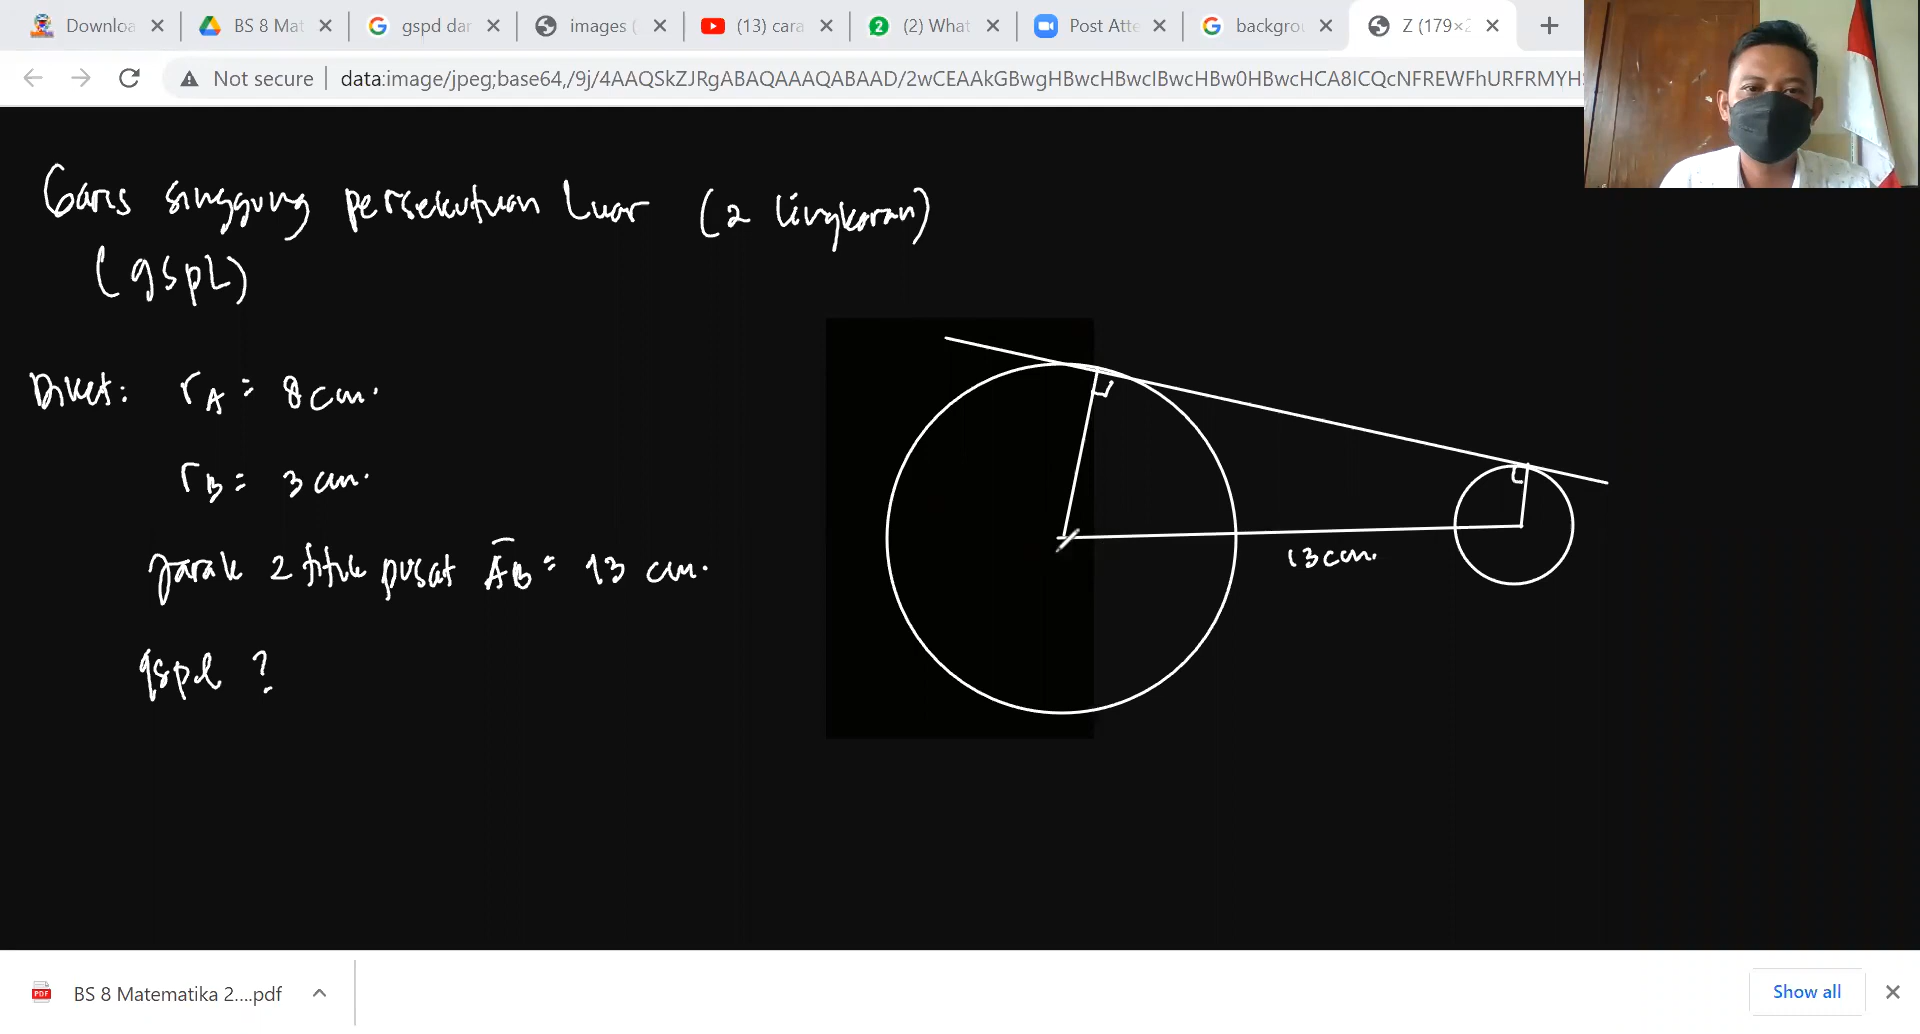 Downloa
BS 8 Mat
gspd dar
images (
(13) cara
(2) What
Post Atte
backgrou
Z (179×2
Not secure
data:image/jpeg;base64,/9j/4AAQSkZJRgABAQAAAQABAAD/2wCEAAkGBwgHBwcHBwcIBwcHBw0HBwcHCA8ICQcNFREWFhURFRMYH
Garis singgung persekutuan Luar (2 lingkaran)
(gspL)
Diket: rA = 8 cm.
rB = 3 cm.
Jarak 2 titik pusat AB = 13 cm.
gspl ?
13 cm.
PDF
BS 8 Matematika 2....pdf
Show all